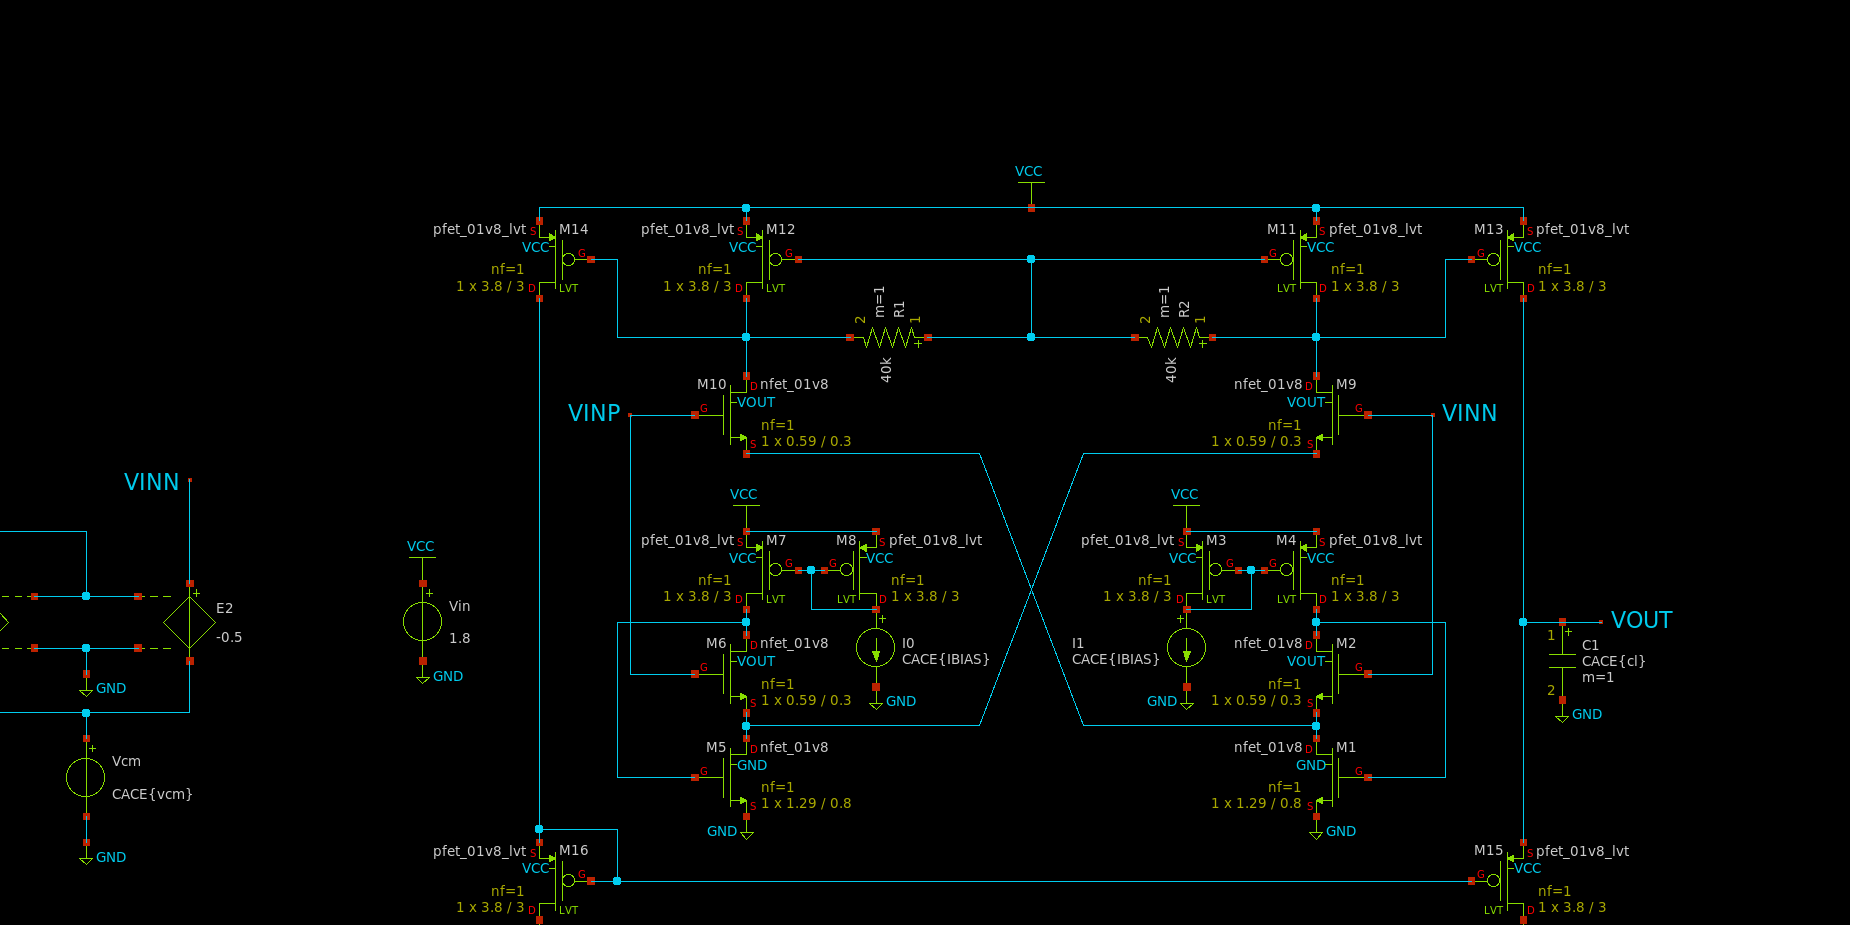 VCC
pfet_01v8_lvt S M14
VCC G
nf=1
1 x 3.8 / 3 D LVT
pfet_01v8_lvt S M12
VCC G
nf=1
1 x 3.8 / 3 D LVT
M11 S pfet_01v8_lvt
G VCC
nf=1
LVT D 1 x 3.8 / 3
M13 S pfet_01v8_lvt
G VCC
nf=1
LVT D 1 x 3.8 / 3
m=1
R1
2 1
+
40k
m=1
R2
2 1
+
40k
VINP
M10 D nfet_01v8
G VOUT
nf=1
S 1 x 0.59 / 0.3
nfet_01v8 D M9
VOUT G
nf=1
1 x 0.59 / 0.3 S
VINN
VINN
+
E2
-0.5
GND
+
Vcm
CACE{vcm}
GND
VCC
+
Vin
1.8
GND
VCC
pfet_01v8_lvt S M7
VCC G
nf=1
1 x 3.8 / 3 D LVT
M8 S pfet_01v8_lvt
G VCC
nf=1
LVT D 1 x 3.8 / 3
+
I0
CACE{IBIAS}
GND
M6 D nfet_01v8
G VOUT
nf=1
S 1 x 0.59 / 0.3
M5 D nfet_01v8
G GND
nf=1
S 1 x 1.29 / 0.8
GND
VCC
pfet_01v8_lvt S M3
VCC G
nf=1
1 x 3.8 / 3 D LVT
M4 S pfet_01v8_lvt
G VCC
nf=1
LVT D 1 x 3.8 / 3
+
I1
CACE{IBIAS}
GND
nfet_01v8 D M2
VOUT G
nf=1
1 x 0.59 / 0.3 S
nfet_01v8 D M1
GND G
nf=1
1 x 1.29 / 0.8 S
GND
VOUT
1 +
C1
CACE{cl}
m=1
2
GND
pfet_01v8_lvt S M16
VCC G
nf=1
1 x 3.8 / 3 D LVT
M15 S pfet_01v8_lvt
G VCC
nf=1
LVT D 1 x 3.8 / 3